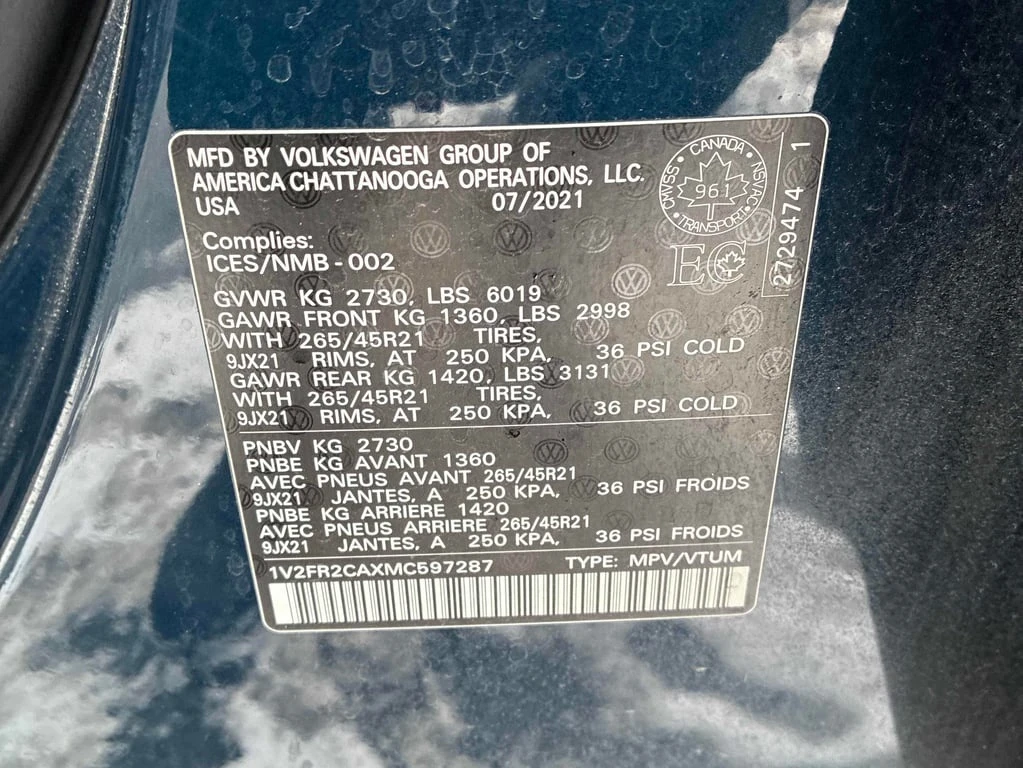 MFD BY VOLKSWAGEN GROUP OF
AMERICA CHATTANOOGA OPERATIONS, LLC.
USA 07/2021
CANADA
CMVSS 961 NSVAC
TRANSPORT
EC
2729474 1
Complies:
ICES/NMB - 002
GVWR KG 2730, LBS 6019
GAWR FRONT KG 1360, LBS 2998
WITH 265/45R21 TIRES,
9JX21 RIMS, AT 250 KPA, 36 PSI COLD
GAWR REAR KG 1420, LBS 3131
WITH 265/45R21 TIRES,
9JX21 RIMS, AT 250 KPA, 36 PSI COLD
PNBV KG 2730
PNBE KG AVANT 1360
AVEC PNEUS AVANT 265/45R21
9JX21 JANTES, A 250 KPA, 36 PSI FROIDS
PNBE KG ARRIERE 1420
AVEC PNEUS ARRIERE 265/45R21
9JX21 JANTES, A 250 KPA, 36 PSI FROIDS
1V2FR2CAXMC597287 TYPE: MPV/VTUM